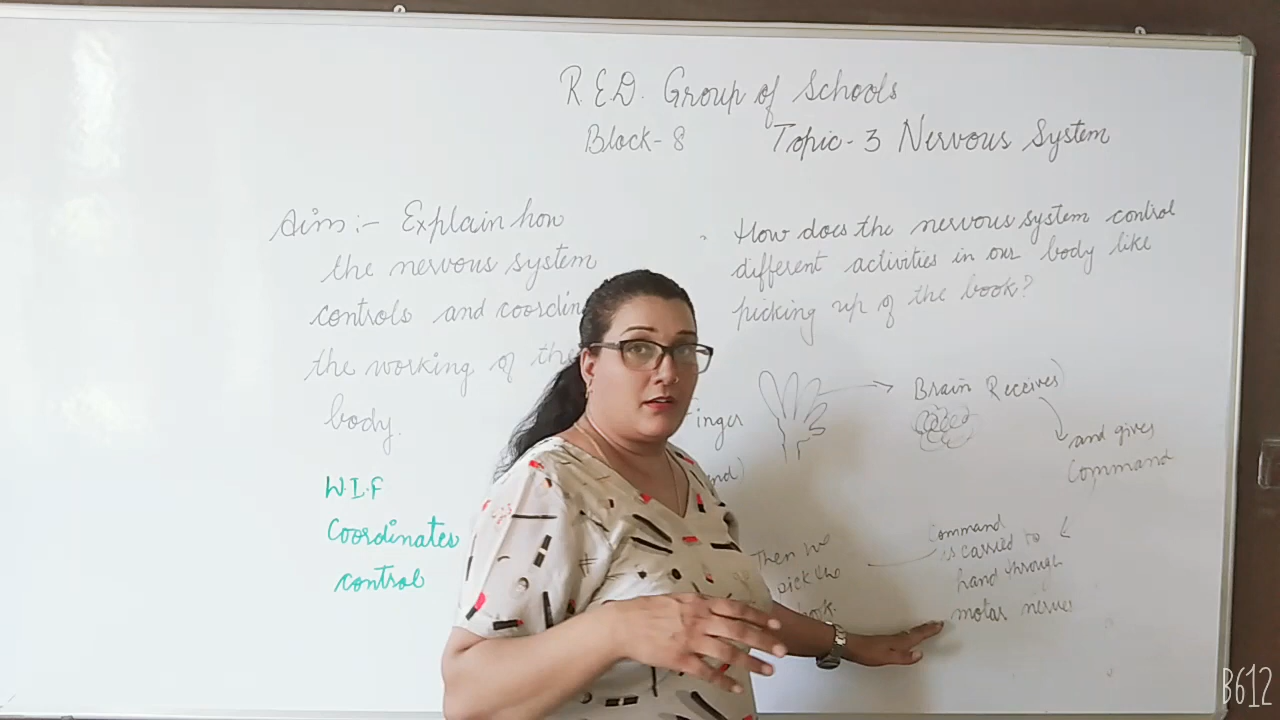 R.E.D. Group of Schools
Block-8 Topic-3 Nervous System
Aim:- Explain how
the nervous system
controls and coordin
the working of the
body.
W.I.F
Coordinates
control
How does the nervous system control
different activities in our body like
picking up of the book?
inger
nd)
Brain Receives
and gives
Command
Command
is carried to
hand through
motar nerves
Then we
pick the
book.
B612